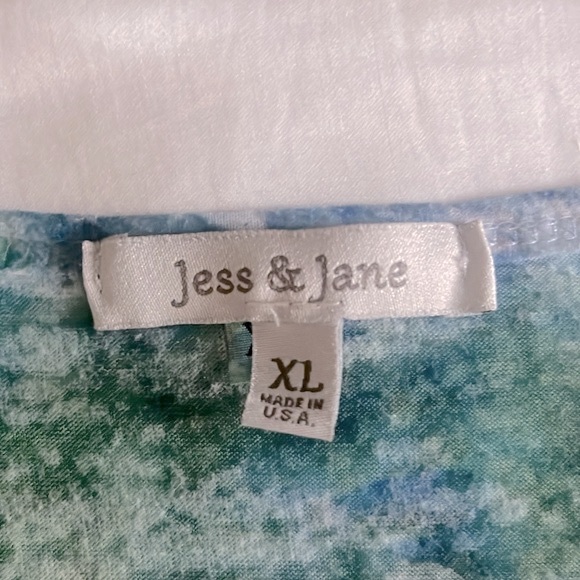 Jess & Jane
XL
MADE IN
U.S.A.